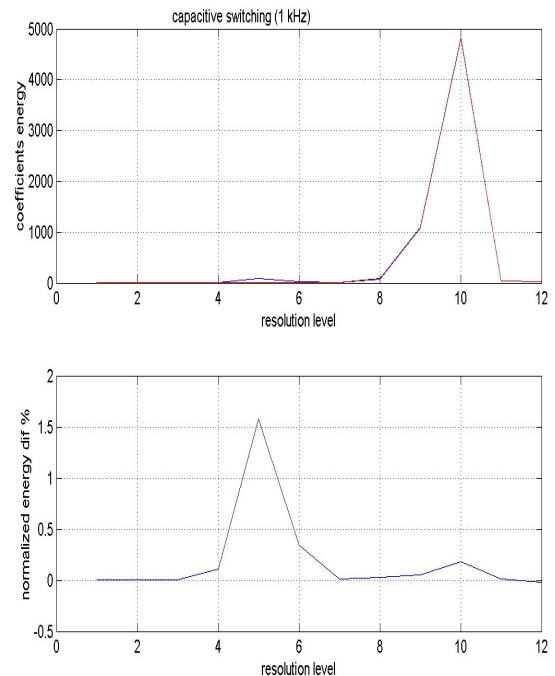 capacitive switching (1 kHz)
5000
4000
3000
2000
1000
0
coefficients energy
0 2 4 6 8 10 12
resolution level
2
1.5
1
0.5
0
-0.5
normalized energy dif %
0 2 4 6 8 10 12
resolution level